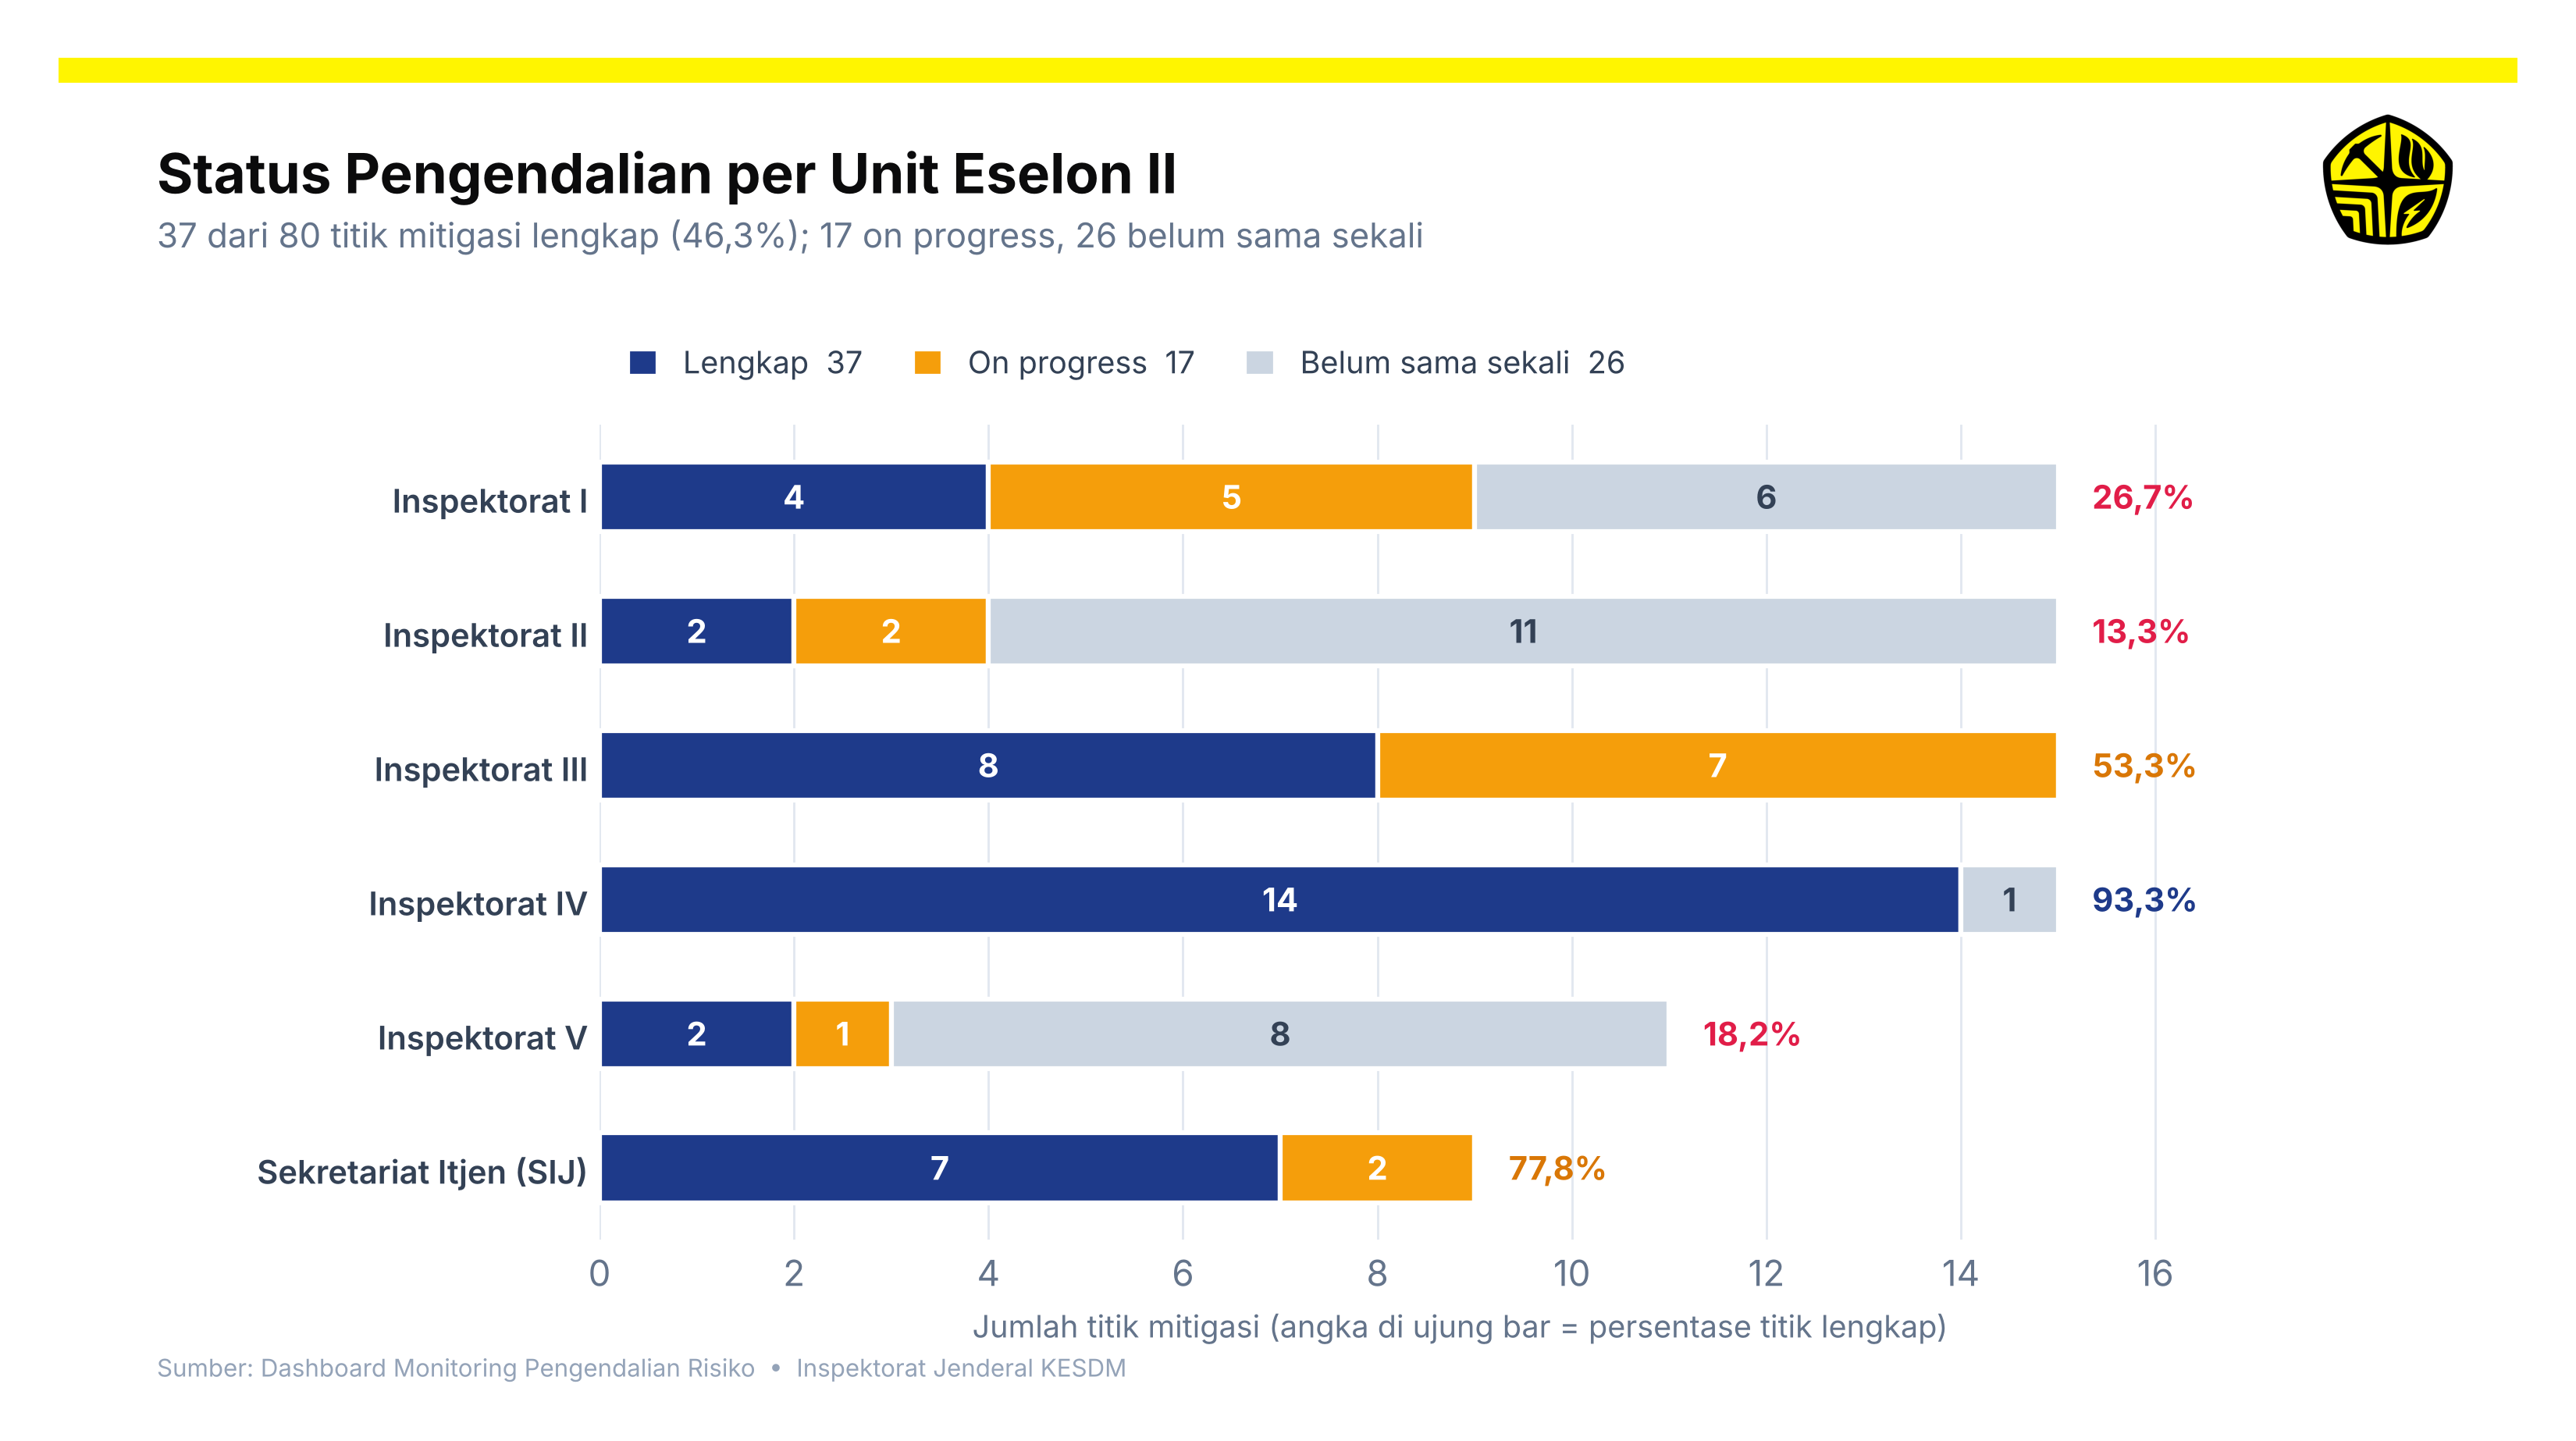 Status Pengendalian per Unit Eselon II
37 dari 80 titik mitigasi lengkap (46,3%); 17 on progress, 26 belum sama sekali
Lengkap 37 On progress 17 Belum sama sekali 26
Inspektorat I 4 5 6 26,7%
Inspektorat II 2 2 11 13,3%
Inspektorat III 8 7 53,3%
Inspektorat IV 14 1 93,3%
Inspektorat V 2 1 8 18,2%
Sekretariat Itjen (SIJ) 7 2 77,8%
0 2 4 6 8 10 12 14 16
Jumlah titik mitigasi (angka di ujung bar = persentase titik lengkap)
Sumber: Dashboard Monitoring Pengendalian Risiko • Inspektorat Jenderal KESDM